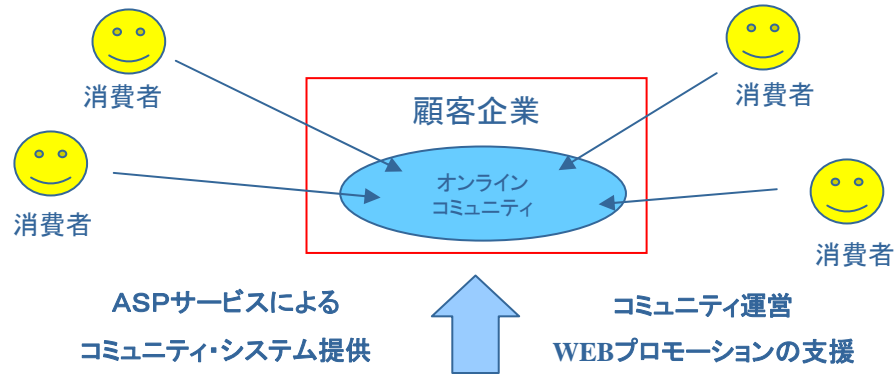 消費者
消費者
顧客企業
消費者
オンライン
コミュニティ
消費者
消費者
ASPサービスによる
コミュニティ・システム提供
コミュニティ運営
WEBプロモーションの支援